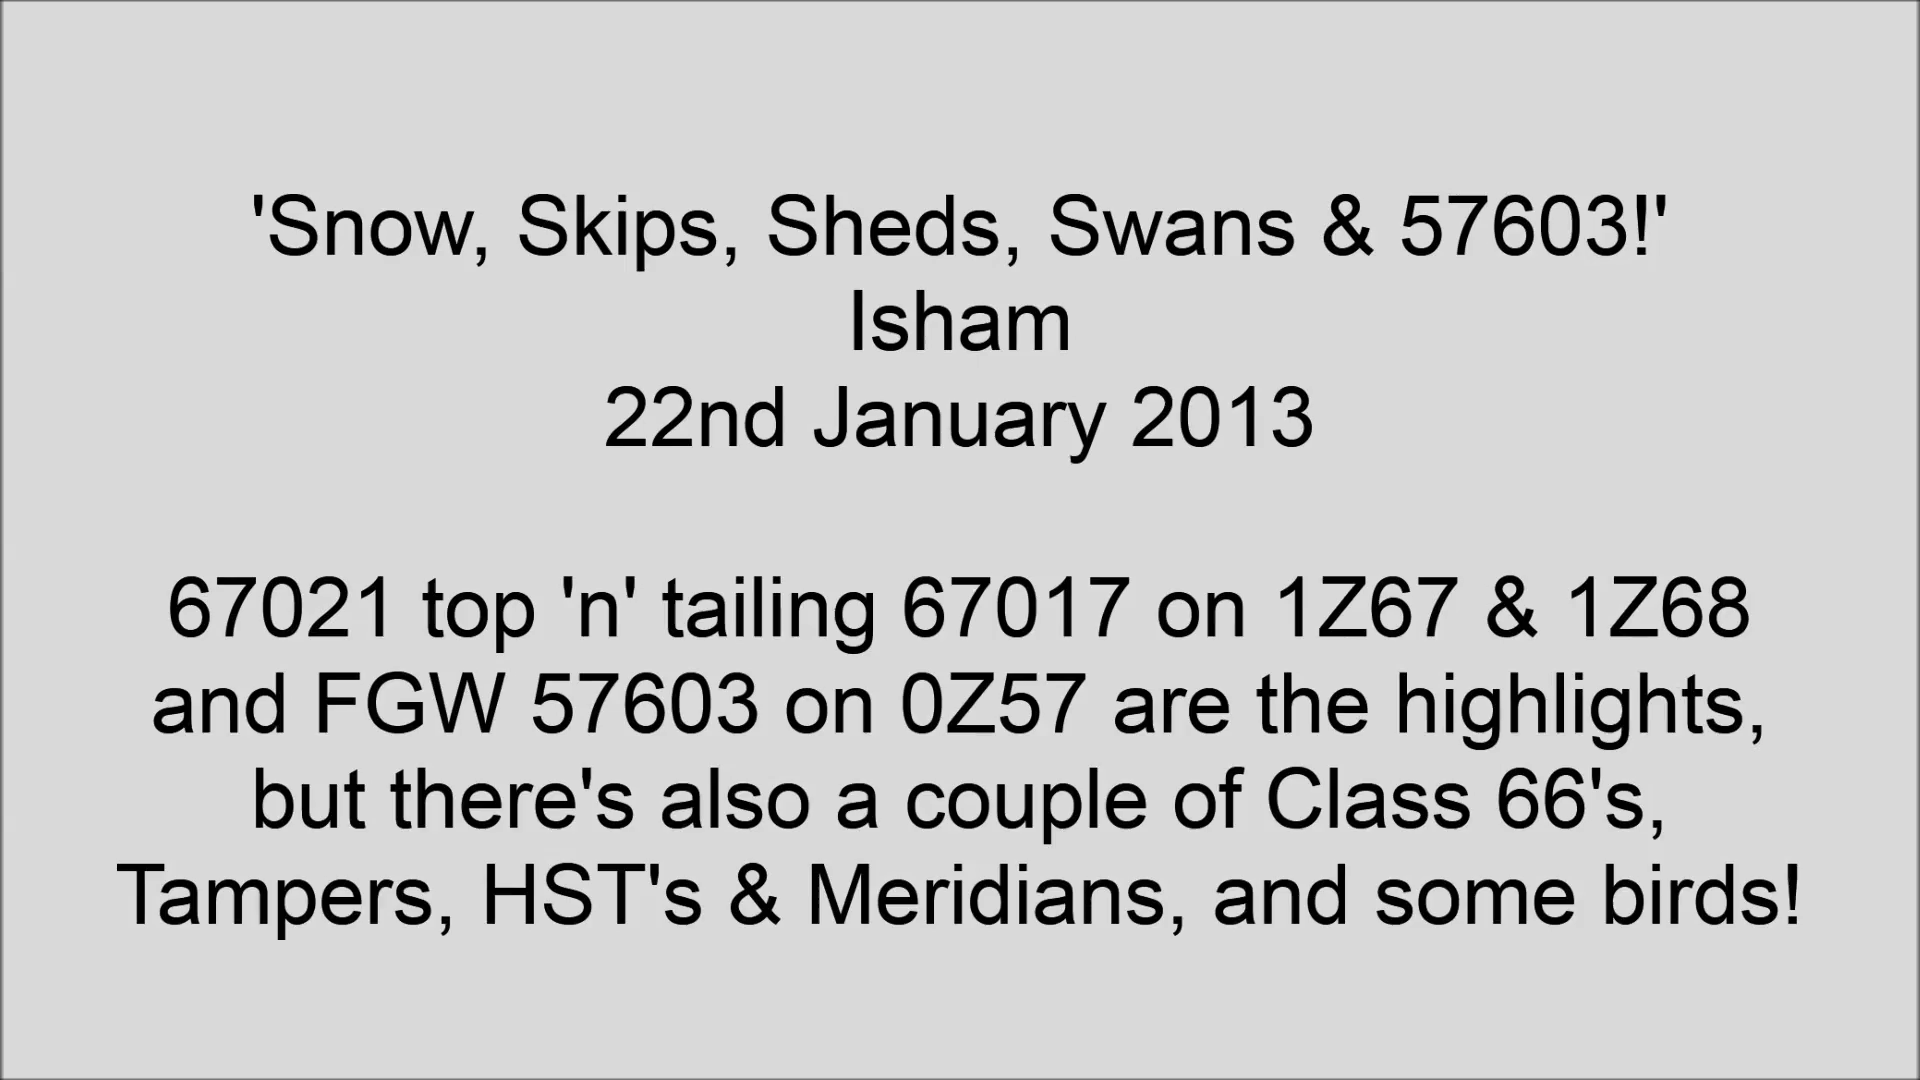 'Snow, Skips, Sheds, Swans & 57603!'
Isham
22nd January 2013
67021 top 'n' tailing 67017 on 1Z67 & 1Z68
and FGW 57603 on 0Z57 are the highlights,
but there's also a couple of Class 66's,
Tampers, HST's & Meridians, and some birds!